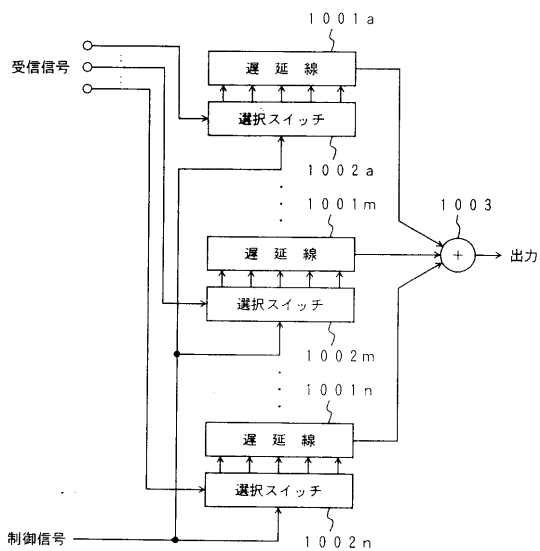 1001a
受信信号
遅延線
選択スイッチ
1002a
1001m
1003
遅延線
+
出力
選択スイッチ
1002m
1001n
遅延線
選択スイッチ
制御信号
1002n